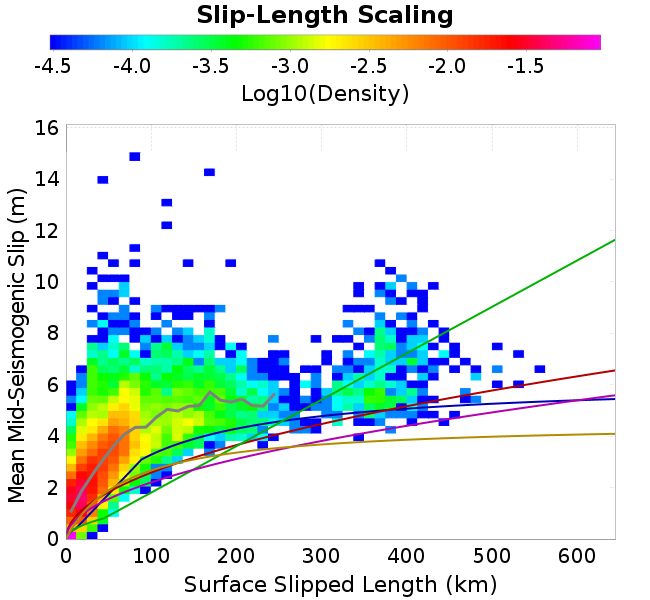 Slip-Length Scaling
-4.5 -4.0 -3.5 -3.0 -2.5 -2.0 -1.5
Log10(Density)
16
14
12
10
8
6
4
2
0
Mean Mid-Seismogenic Slip (m)
0 100 200 300 400 500 600
Surface Slipped Length (km)